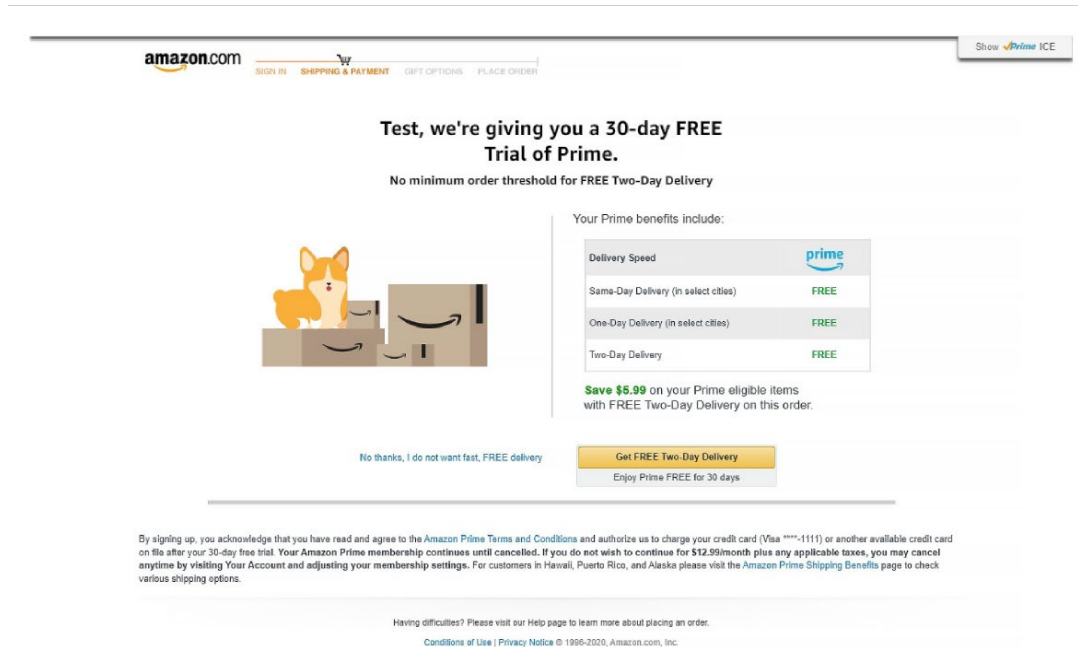 Show Prime ICE
amazon.com
SIGN IN SHIPPING & PAYMENT GIFT OPTIONS PLACE ORDER
Test, we're giving you a 30-day FREE
Trial of Prime.
No minimum order threshold for FREE Two-Day Delivery
Your Prime benefits include:
Delivery Speed prime
Same-Day Delivery (in select cities) FREE
One-Day Delivery (in select cities) FREE
Two-Day Delivery FREE
Save $5.99 on your Prime eligible items
with FREE Two-Day Delivery on this order.
No thanks, I do not want fast, FREE delivery
Get FREE Two-Day Delivery
Enjoy Prime FREE for 30 days
By signing up, you acknowledge that you have read and agree to the Amazon Prime Terms and Conditions and authorize us to charge your credit card (Visa ****-1111) or another available credit card
on file after your 30-day free trial. Your Amazon Prime membership continues until cancelled. If you do not wish to continue for $12.99/month plus any applicable taxes, you may cancel
anytime by visiting Your Account and adjusting your membership settings. For customers in Hawaii, Puerto Rico, and Alaska please visit the Amazon Prime Shipping Benefits page to check
various shipping options.
Having difficulties? Please visit our Help page to learn more about placing an order.
Conditions of Use | Privacy Notice © 1996-2020, Amazon.com, Inc.